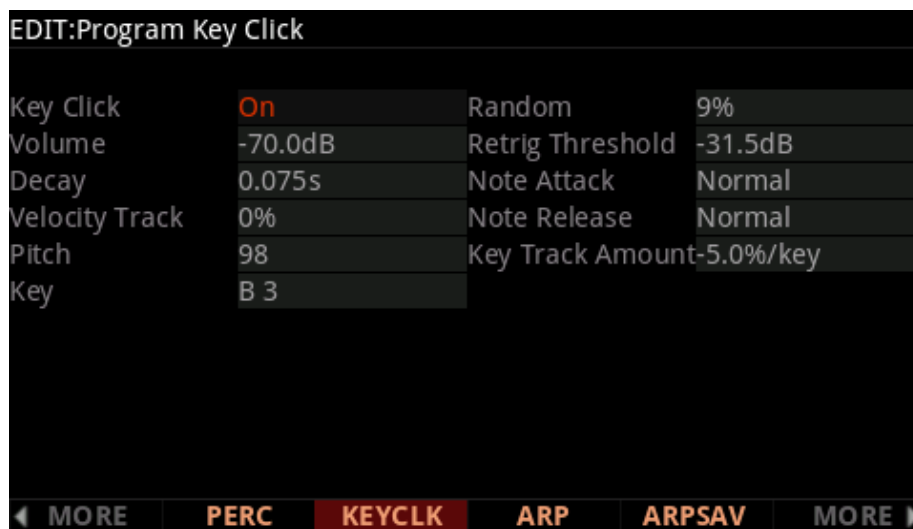 EDIT:Program Key Click
Key Click On Random 9%
Volume -70.0dB Retrig Threshold -31.5dB
Decay 0.075s Note Attack Normal
Velocity Track 0% Note Release Normal
Pitch 98 Key Track Amount -5.0%/key
Key B 3
MORE PERC KEYCLK ARP ARPSAV MORE